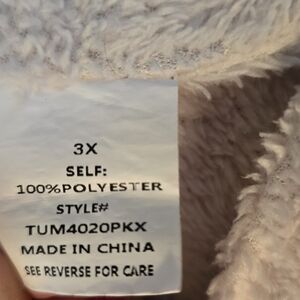 3X
SELF:
100%POLYESTER
STYLE#
TUM4020PKX
MADE IN CHINA
SEE REVERSE FOR CARE